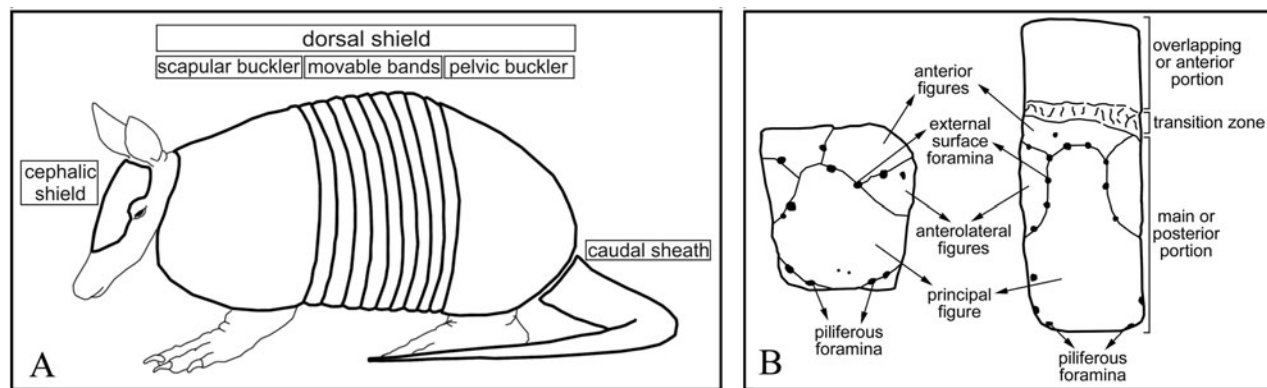 dorsal shield
scapular buckler
movable bands
pelvic buckler
cephalic
shield
caudal sheath
A
overlapping
or anterior
portion
anterior
figures
transition zone
external
surface
foramina
anterolateral
figures
main or
posterior
portion
principal
figure
piliferous
foramina
piliferous
foramina
B